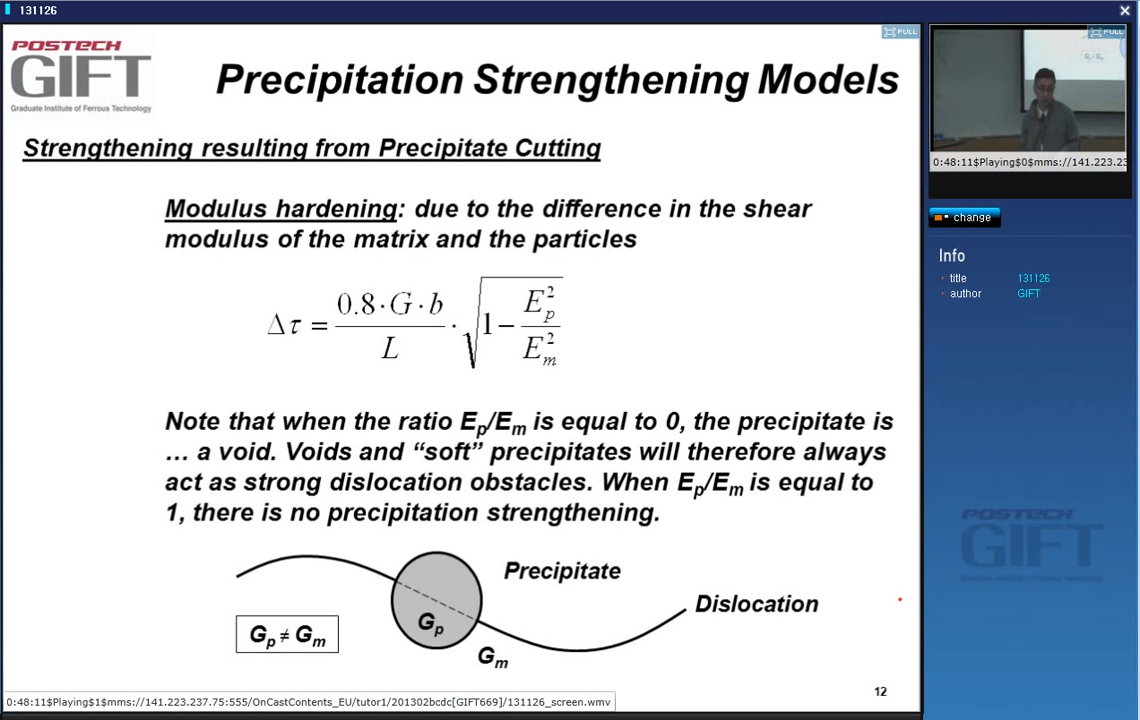 131126
POSTECH
GIFT
Graduate Institute of Ferrous Technology
FULL
Precipitation Strengthening Models
Strengthening resulting from Precipitate Cutting
Modulus hardening: due to the difference in the shear
modulus of the matrix and the particles
Δτ = 0.8·G·b / L · √(1 − E_p^2 / E_m^2)
Note that when the ratio Ep/Em is equal to 0, the precipitate is
… a void. Voids and “soft” precipitates will therefore always
act as strong dislocation obstacles. When Ep/Em is equal to
1, there is no precipitation strengthening.
Precipitate
Dislocation
Gp
Gp ≠ Gm
Gm
12
0:48:11$Playing$1$mms://141.223.237.75:555/OnCastContents_EU/tutor1/201302bcdc[GIFT669]/131126_screen.wmv
FULL
0:48:11$Playing$0$mms://141.223.23
change
Info
title 131126
author GIFT
POSTECH
GIFT